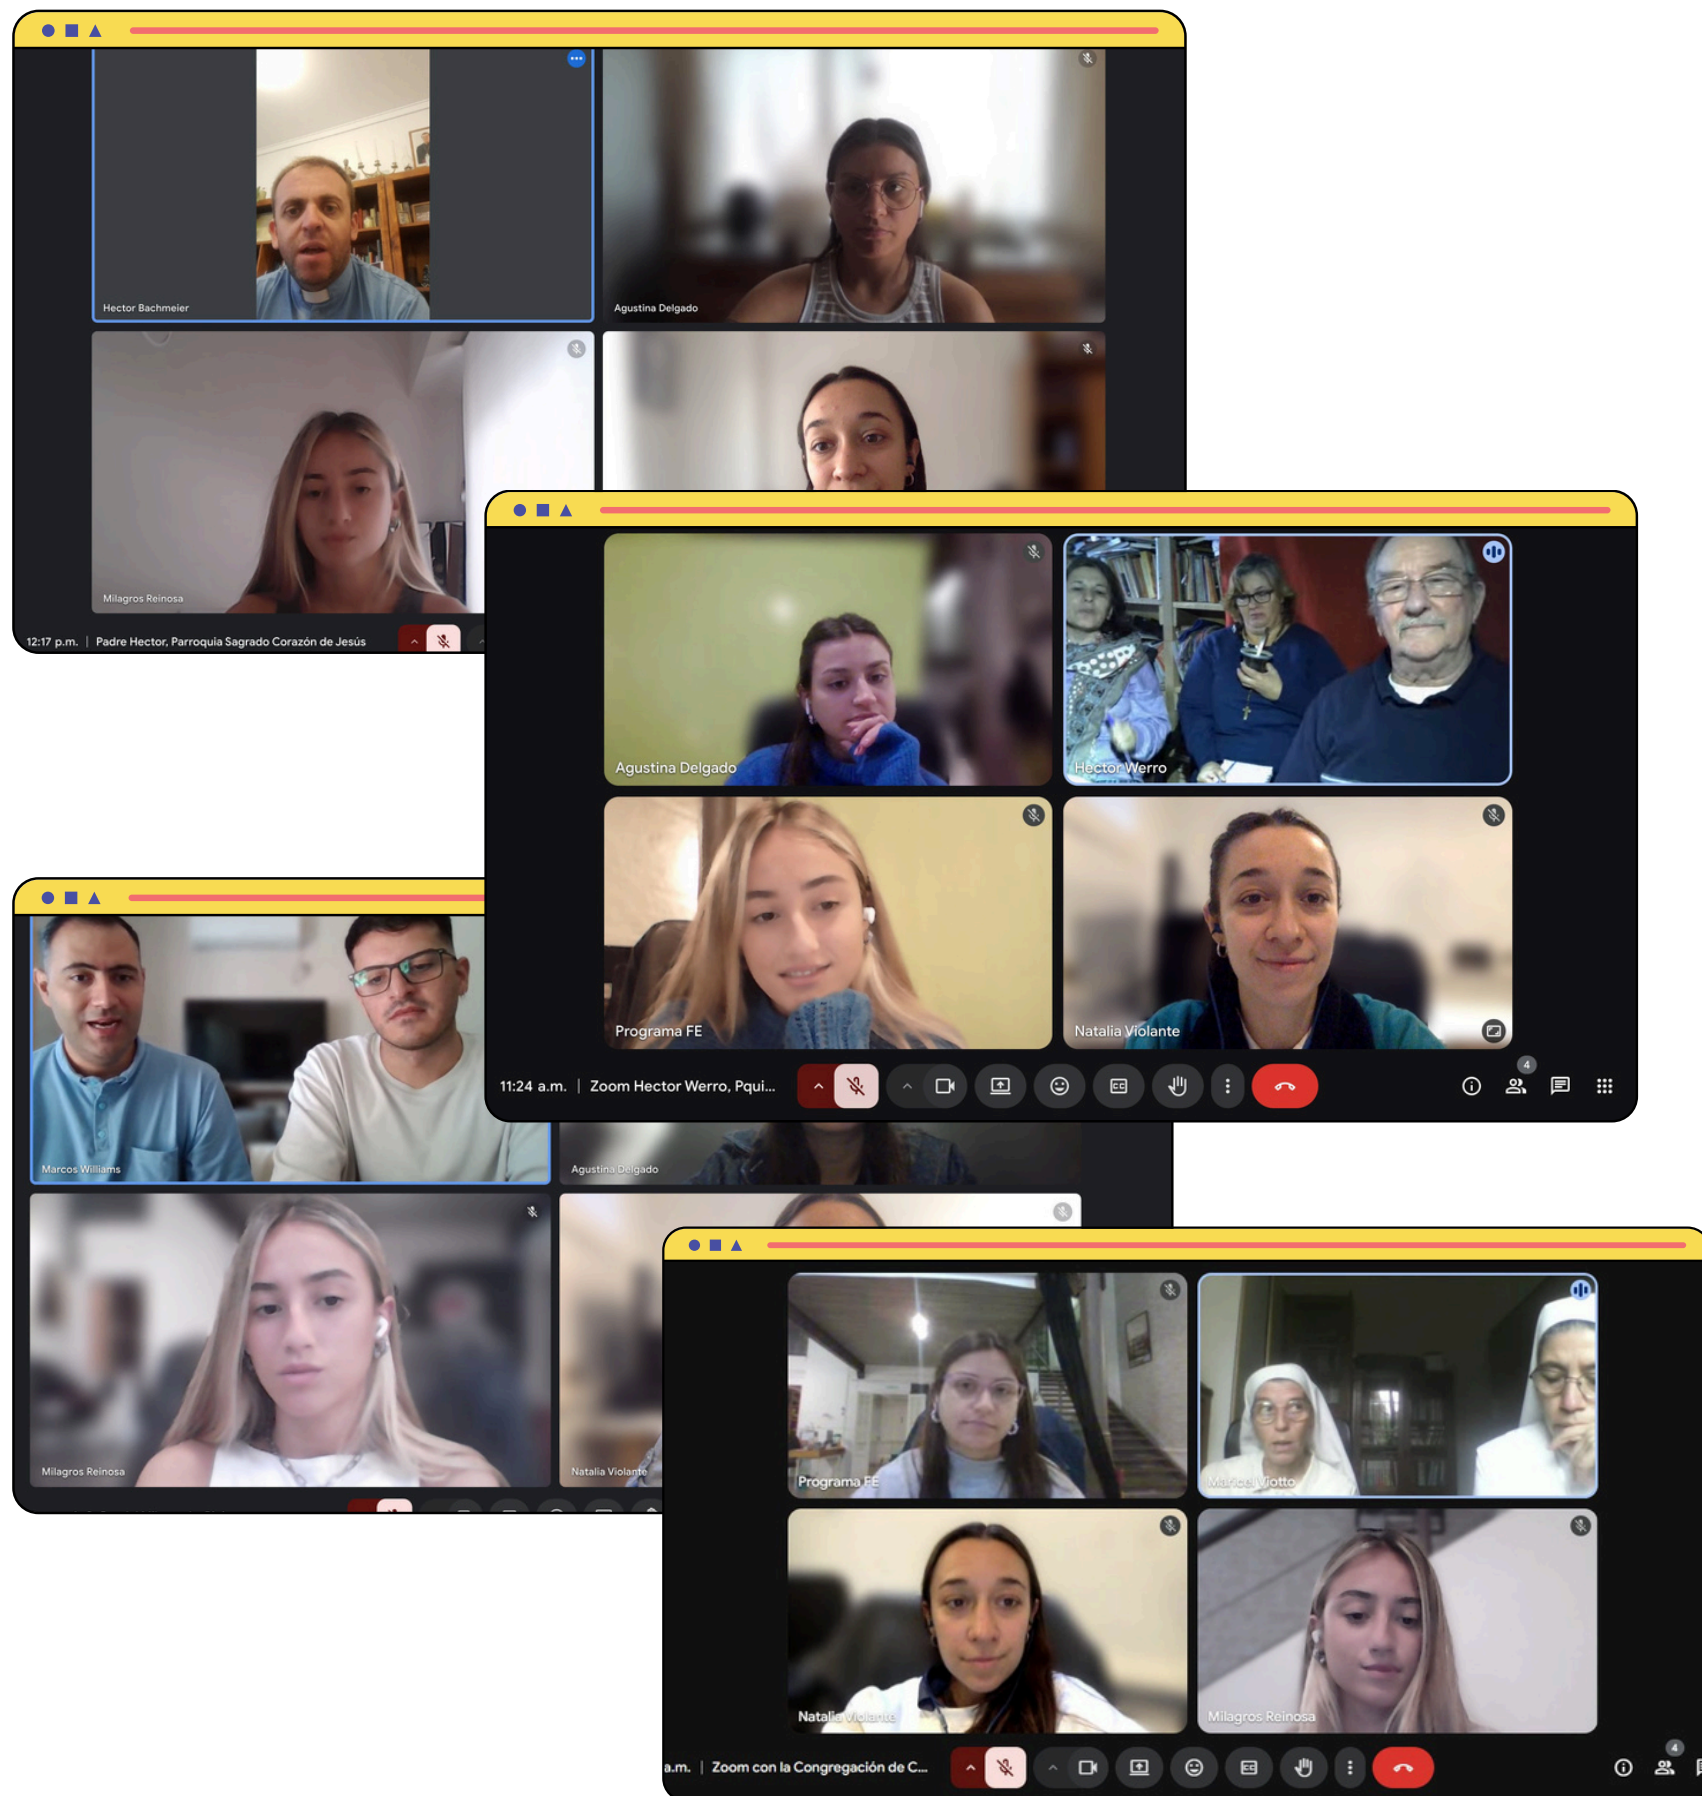 Hector Bachmeier
Agustina Delgado
Milagros Reinosa
12:17 p.m. | Padre Hector, Parroquia Sagrado Corazón de Jesús
Agustina Delgado
Hector Werro
Programa FE
Natalia Violante
11:24 a.m. | Zoom Hector Werro, Pqui...
4
Marcos Williams
Agustina Delgado
Milagros Reinosa
Natalia Violante
Programa FE
Maricel Viotto
Natalia Violante
Milagros Reinosa
a.m. | Zoom con la Congregación de C...
4